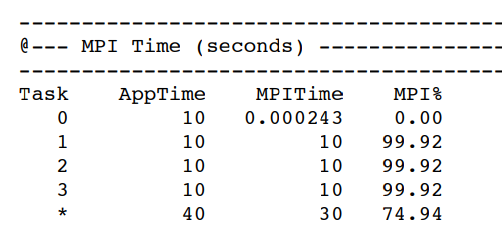 ---------------------------------------------
@--- MPI Time (seconds) -----------------
---------------------------------------------
Task    AppTime    MPITime     MPI%
   0         10   0.000243     0.00
   1         10         10    99.92
   2         10         10    99.92
   3         10         10    99.92
   *         40         30    74.94